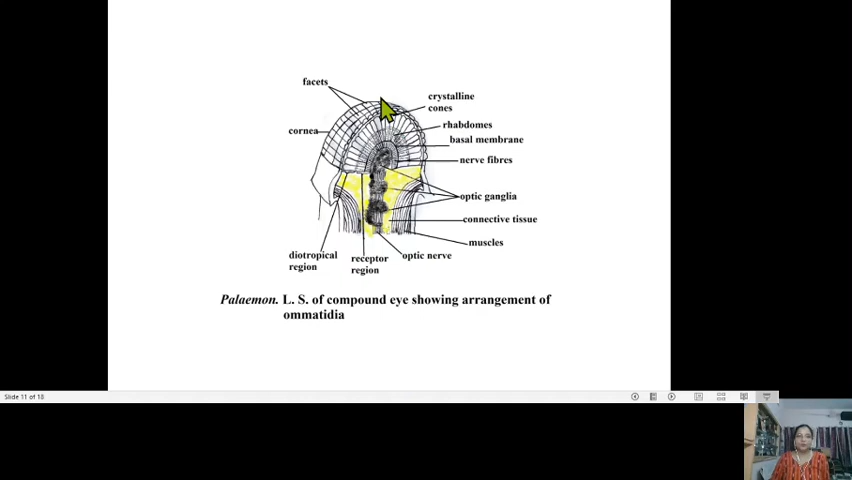 facets
crystalline
cones
rhabdomes
cornea
basal membrane
nerve fibres
optic ganglia
connective tissue
muscles
diotropical
region
receptor
region
optic nerve
Palaemon. L. S. of compound eye showing arrangement of
ommatidia
Slide 11 of 18